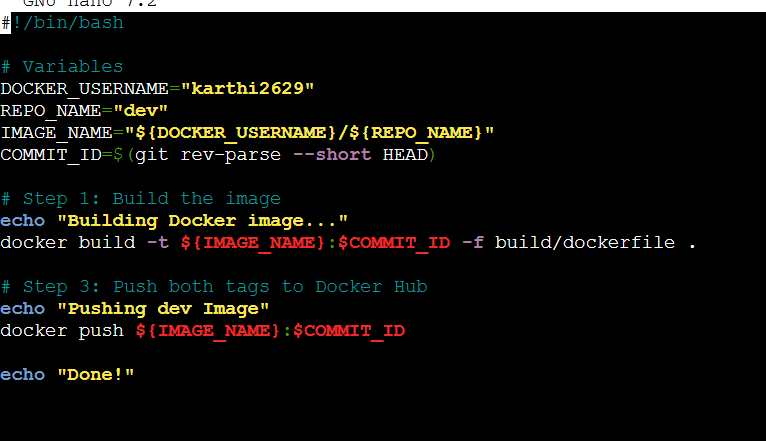 GNU nano 7.2
#!/bin/bash
# Variables
DOCKER_USERNAME="karthi2629"
REPO_NAME="dev"
IMAGE_NAME="${DOCKER_USERNAME}/${REPO_NAME}"
COMMIT_ID=$(git rev-parse --short HEAD)
# Step 1: Build the image
echo "Building Docker image..."
docker build -t ${IMAGE_NAME}:$COMMIT_ID -f build/dockerfile .
# Step 3: Push both tags to Docker Hub
echo "Pushing dev Image"
docker push ${IMAGE_NAME}:$COMMIT_ID
echo "Done!"